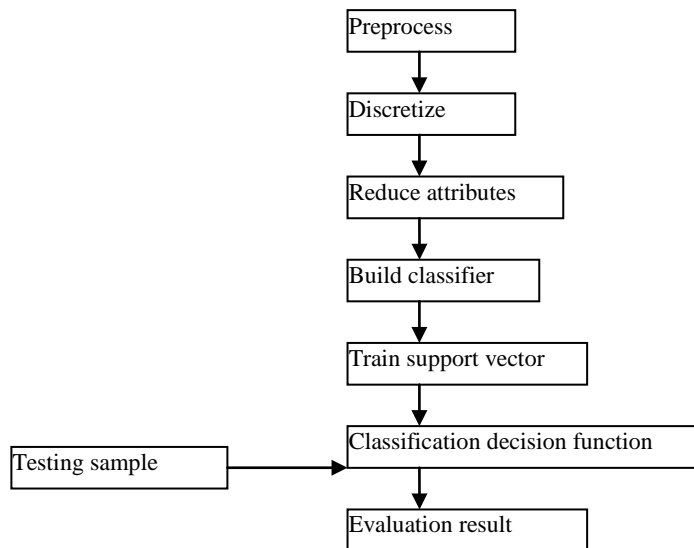 Preprocess
Discretize
Reduce attributes
Build classifier
Train support vector
Classification decision function
Testing sample
Evaluation result